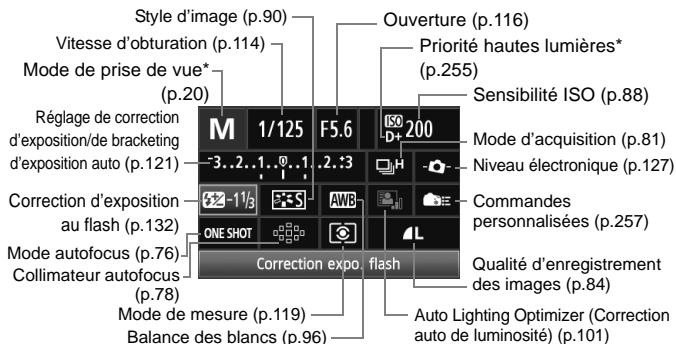 Style d'image (p.90)
Ouverture (p.116)
Vitesse d'obturation (p.114)
Priorité hautes lumières*
(p.255)
Mode de prise de vue*
(p.20)
Sensibilité ISO (p.88)
Réglage de correction
d'exposition/de bracketing
d'exposition auto (p.121)
Mode d'acquisition (p.81)
Niveau électronique (p.127)
Correction d'exposition
au flash (p.132)
Commandes
personnalisées (p.257)
Mode autofocus (p.76)
Collimateur autofocus
(p.78)
Qualité d'enregistrement
des images (p.84)
Mode de mesure (p.119)
Balance des blancs (p.96)
Auto Lighting Optimizer (Correction
auto de luminosité) (p.101)
M 1/125 F5.6 ISO D+ 200
-3..2..1..0..1..2.:3 H
-1 1/3 S AWB
ONE SHOT L
Correction expo. flash